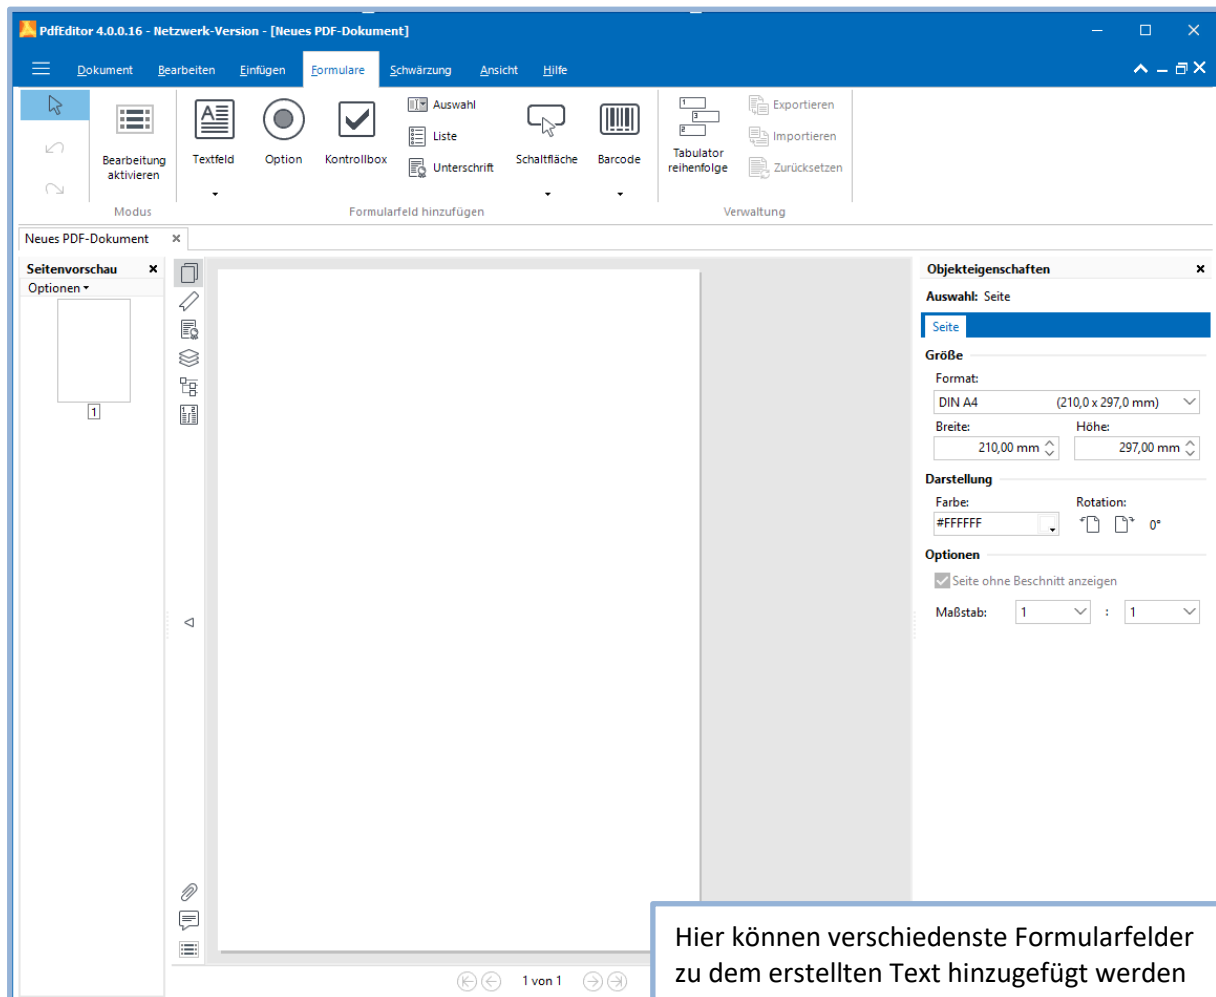 PdfEditor 4.0.0.16 - Netzwerk-Version - [Neues PDF-Dokument]
Dokument Bearbeiten Einfügen Formulare Schwärzung Ansicht Hilfe
Bearbeitung aktivieren
Modus
Textfeld
Option
Kontrollbox
Auswahl
Liste
Unterschrift
Schaltfläche
Barcode
Formularfeld hinzufügen
1
3
2
Tabulator
reihenfolge
Exportieren
Importieren
Zurücksetzen
Verwaltung
Neues PDF-Dokument
Seitenvorschau
Optionen
1
Objekteigenschaften
Auswahl: Seite
Seite
Größe
Format:
DIN A4 (210,0 x 297,0 mm)
Breite: Höhe:
210,00 mm 297,00 mm
Darstellung
Farbe: Rotation:
#FFFFFF 0°
Optionen
Seite ohne Beschnitt anzeigen
Maßstab: 1 : 1
1 von 1
Hier können verschiedenste Formularfelder
zu dem erstellten Text hinzugefügt werden